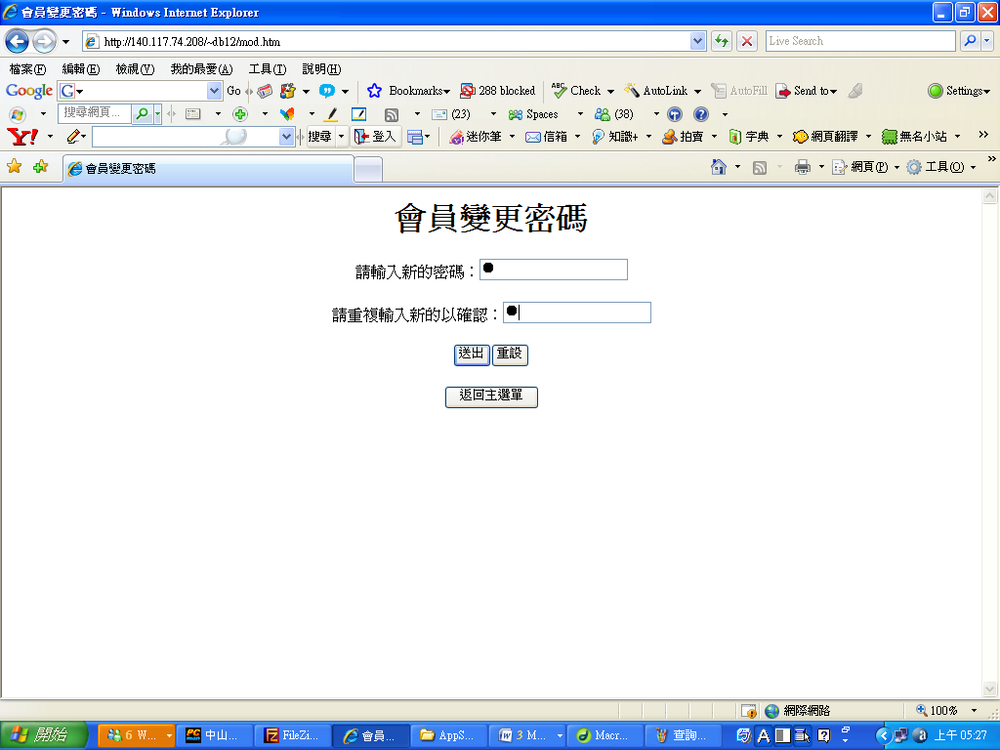 會員變更密碼 - Windows Internet Explorer
http://140.117.74.208/~db12/mod.htm Live Search
檔案(F) 編輯(E) 檢視(V) 我的最愛(A) 工具(T) 說明(H)
Google G Go Bookmarks 288 blocked ABC Check AutoLink AutoFill Send to Settings
搜尋網頁... (23) Spaces (38)
Y! 搜尋 登入 迷你筆 信箱 知識+ 拍賣 字典 網頁翻譯 無名小站
會員變更密碼 網頁(P) 工具(O)
會員變更密碼
請輸入新的密碼：
請重複輸入新的以確認：
送出 重設
返回主選單
網際網路 100%
開始 6 W... 中山... FileZi... 會員... AppS... 3 M... Macr... 查詢... A 上午 05:27